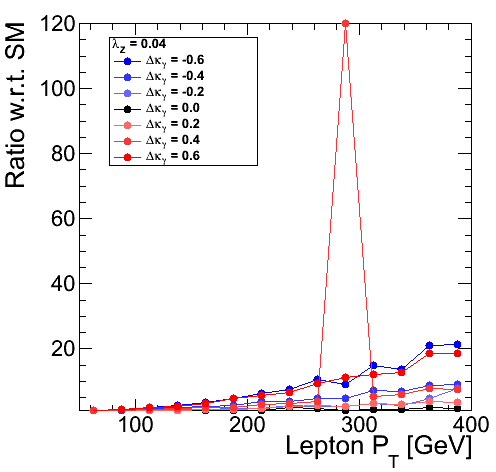 Ratio w.r.t. SM
120
100
80
60
40
20
λ_Z = 0.04
Δκ_γ = -0.6
Δκ_γ = -0.4
Δκ_γ = -0.2
Δκ_γ = 0.0
Δκ_γ = 0.2
Δκ_γ = 0.4
Δκ_γ = 0.6
100 200 300 400
Lepton P_T [GeV]